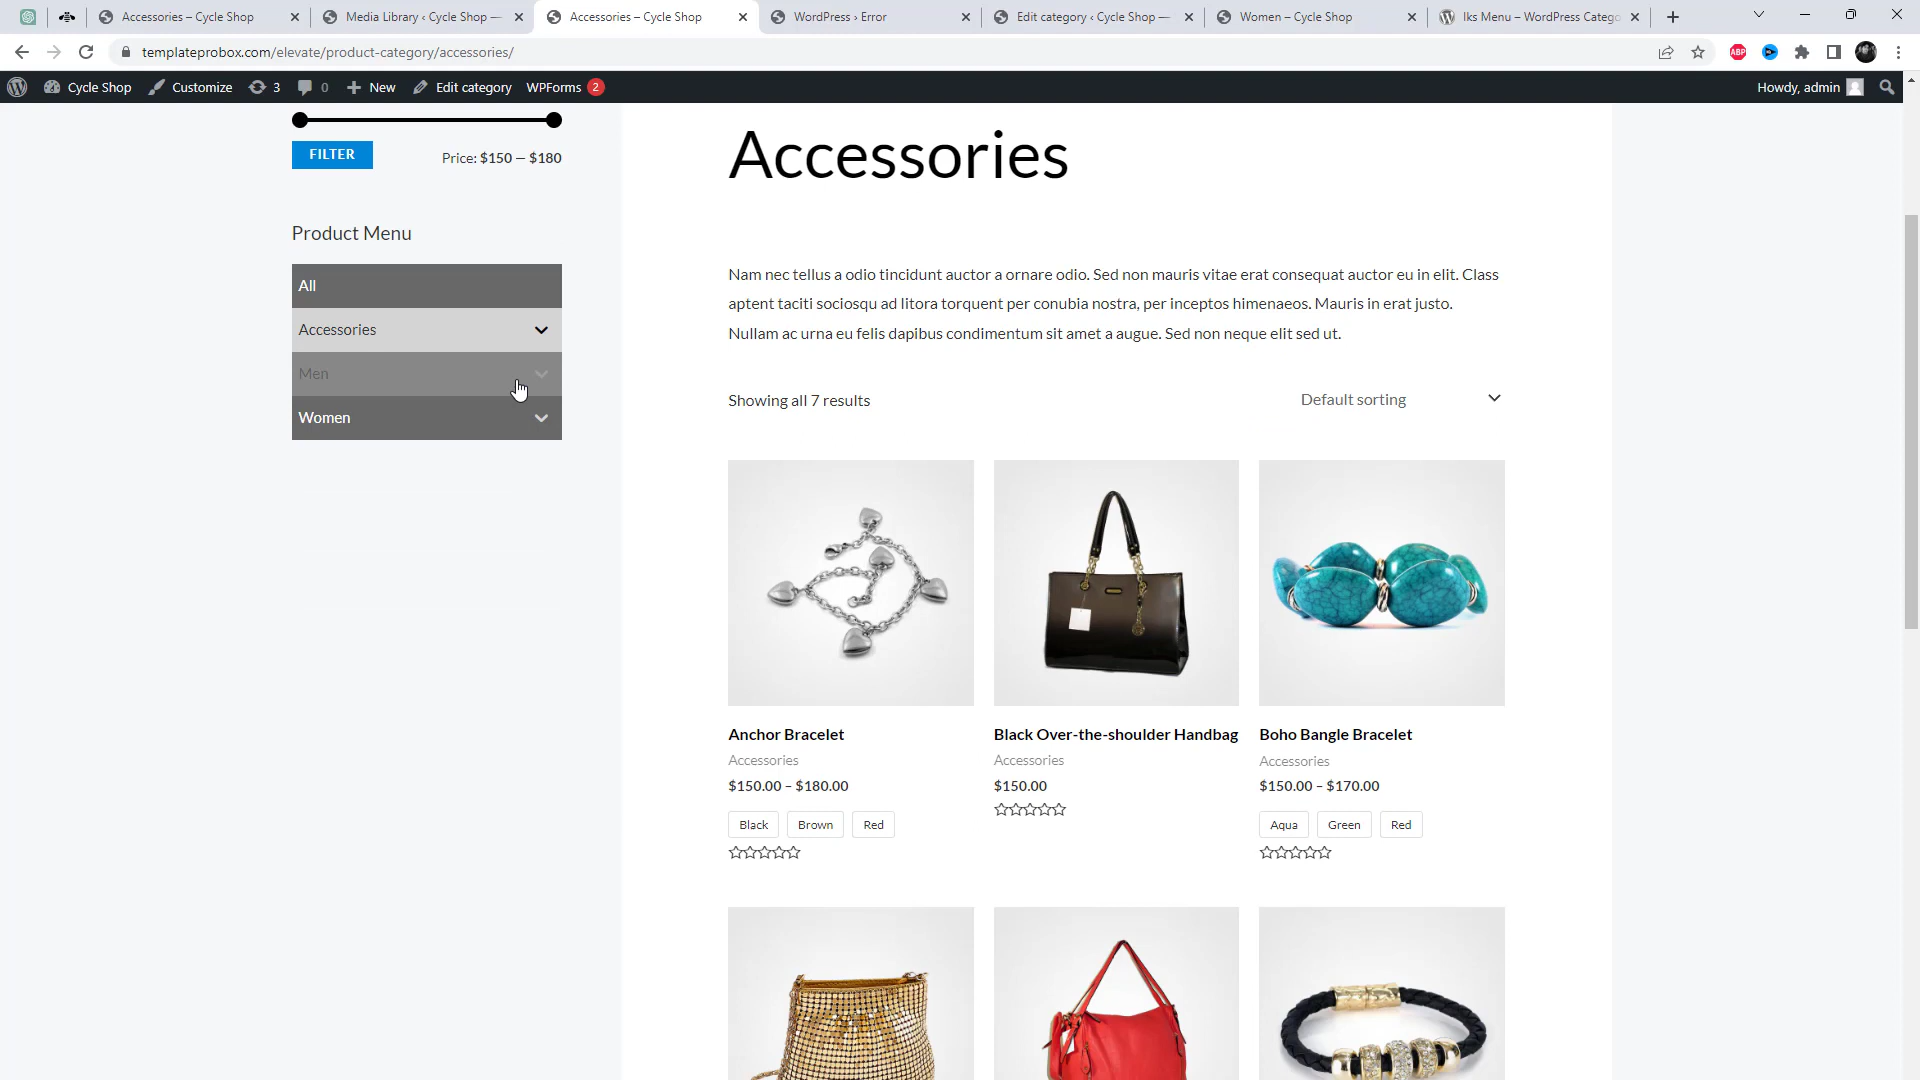 Accessories – Cycle Shop
Media Library ‹ Cycle Shop —
Accessories – Cycle Shop
WordPress › Error
Edit category ‹ Cycle Shop —
Women – Cycle Shop
Iks Menu – WordPress Catego
templateprobox.com/elevate/product-category/accessories/
ABP
Cycle Shop
Customize
3
0
New
Edit category
WPForms 2
Howdy, admin
FILTER
Price: $150 — $180
Product Menu
All
Accessories
Men
Women
Accessories
Nam nec tellus a odio tincidunt auctor a ornare odio. Sed non mauris vitae erat consequat auctor eu in elit. Class
aptent taciti sociosqu ad litora torquent per conubia nostra, per inceptos himenaeos. Mauris in erat justo.
Nullam ac urna eu felis dapibus condimentum sit amet a augue. Sed non neque elit sed ut.
Showing all 7 results
Default sorting
Anchor Bracelet
Accessories
$150.00 – $180.00
Black Brown Red
Black Over-the-shoulder Handbag
Accessories
$150.00
Boho Bangle Bracelet
Accessories
$150.00 – $170.00
Aqua Green Red